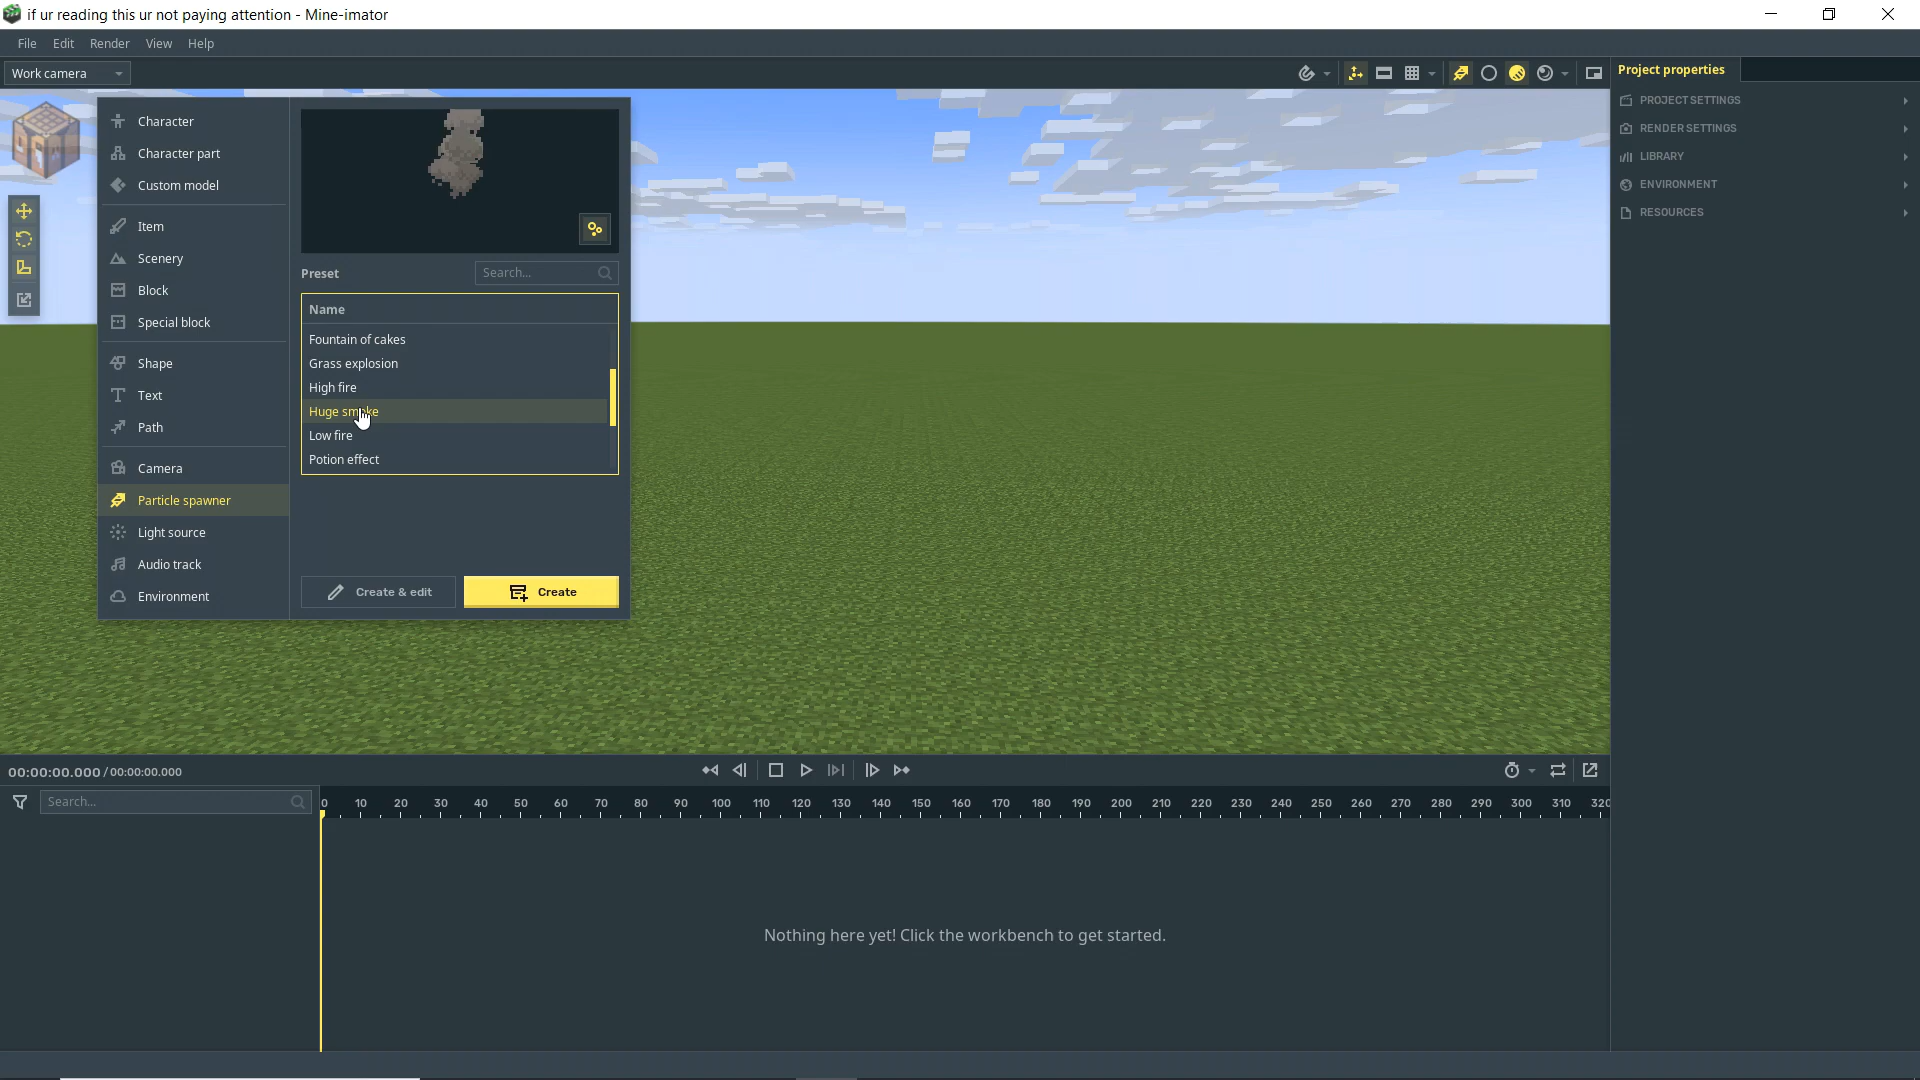 if ur reading this ur not paying attention - Mine-imator
File Edit Render View Help
Work camera
Project properties
PROJECT SETTINGS
RENDER SETTINGS
LIBRARY
ENVIRONMENT
RESOURCES
Character
Character part
Custom model
Item
Scenery
Block
Special block
Shape
Text
Path
Camera
Particle spawner
Light source
Audio track
Environment
Preset Search...
Name
Fountain of cakes
Grass explosion
High fire
Huge smoke
Low fire
Potion effect
Create & edit Create
00:00:00.000 / 00:00:00.000
Search...
0 10 20 30 40 50 60 70 80 90 100 110 120 130 140 150 160 170 180 190 200 210 220 230 240 250 260 270 280 290 300 310 320
Nothing here yet! Click the workbench to get started.